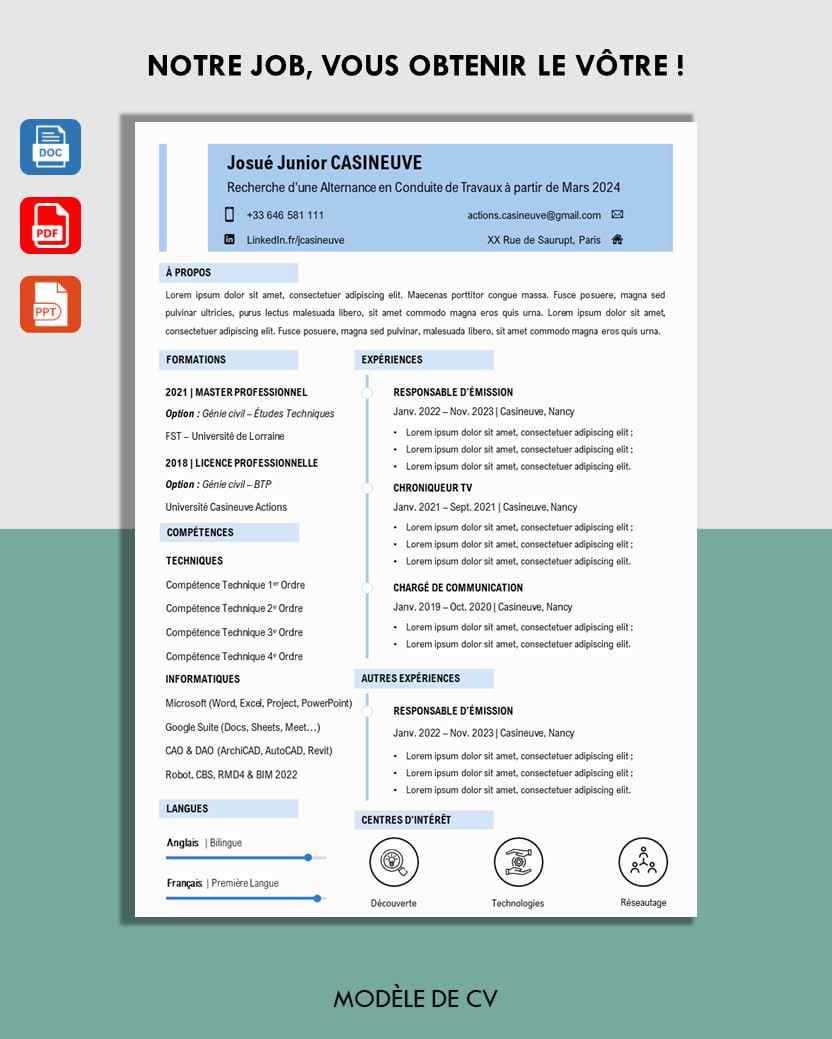 NOTRE JOB, VOUS OBTENIR LE VÔTRE !
DOC
PDF
PPT
Josué Junior CASINEUVE
Recherche d'une Alternance en Conduite de Travaux à partir de Mars 2024
+33 646 581 111
actions.casineuve@gmail.com
in LinkedIn.fr/jcasineuve
XX Rue de Saurupt, Paris
À PROPOS
Lorem ipsum dolor sit amet, consectetuer adipiscing elit. Maecenas porttitor congue massa. Fusce posuere, magna sed
pulvinar ultricies, purus lectus malesuada libero, sit amet commodo magna eros quis urna. Lorem ipsum dolor sit amet,
consectetuer adipiscing elit. Fusce posuere, magna sed pulvinar, malesuada libero, sit amet commodo magna eros quis urna.
FORMATIONS
2021 | MASTER PROFESSIONNEL
Option : Génie civil – Études Techniques
FST – Université de Lorraine
2018 | LICENCE PROFESSIONNELLE
Option : Génie civil – BTP
Université Casineuve Actions
COMPÉTENCES
TECHNIQUES
Compétence Technique 1er Ordre
Compétence Technique 2e Ordre
Compétence Technique 3e Ordre
Compétence Technique 4e Ordre
INFORMATIQUES
Microsoft (Word, Excel, Project, PowerPoint)
Google Suite (Docs, Sheets, Meet…)
CAO & DAO (ArchiCAD, AutoCAD, Revit)
Robot, CBS, RMD4 & BIM 2022
LANGUES
Anglais | Bilingue
Français | Première Langue
EXPÉRIENCES
RESPONSABLE D'ÉMISSION
Janv. 2022 – Nov. 2023 | Casineuve, Nancy
• Lorem ipsum dolor sit amet, consectetuer adipiscing elit ;
• Lorem ipsum dolor sit amet, consectetuer adipiscing elit ;
• Lorem ipsum dolor sit amet, consectetuer adipiscing elit.
CHRONIQUEUR TV
Janv. 2021 – Sept. 2021 | Casineuve, Nancy
• Lorem ipsum dolor sit amet, consectetuer adipiscing elit ;
• Lorem ipsum dolor sit amet, consectetuer adipiscing elit ;
• Lorem ipsum dolor sit amet, consectetuer adipiscing elit.
CHARGÉ DE COMMUNICATION
Janv. 2019 – Oct. 2020 | Casineuve, Nancy
• Lorem ipsum dolor sit amet, consectetuer adipiscing elit ;
• Lorem ipsum dolor sit amet, consectetuer adipiscing elit.
AUTRES EXPÉRIENCES
RESPONSABLE D'ÉMISSION
Janv. 2022 – Nov. 2023 | Casineuve, Nancy
• Lorem ipsum dolor sit amet, consectetuer adipiscing elit ;
• Lorem ipsum dolor sit amet, consectetuer adipiscing elit ;
• Lorem ipsum dolor sit amet, consectetuer adipiscing elit.
CENTRES D'INTÉRÊT
Découverte
Technologies
Réseautage
MODÈLE DE CV